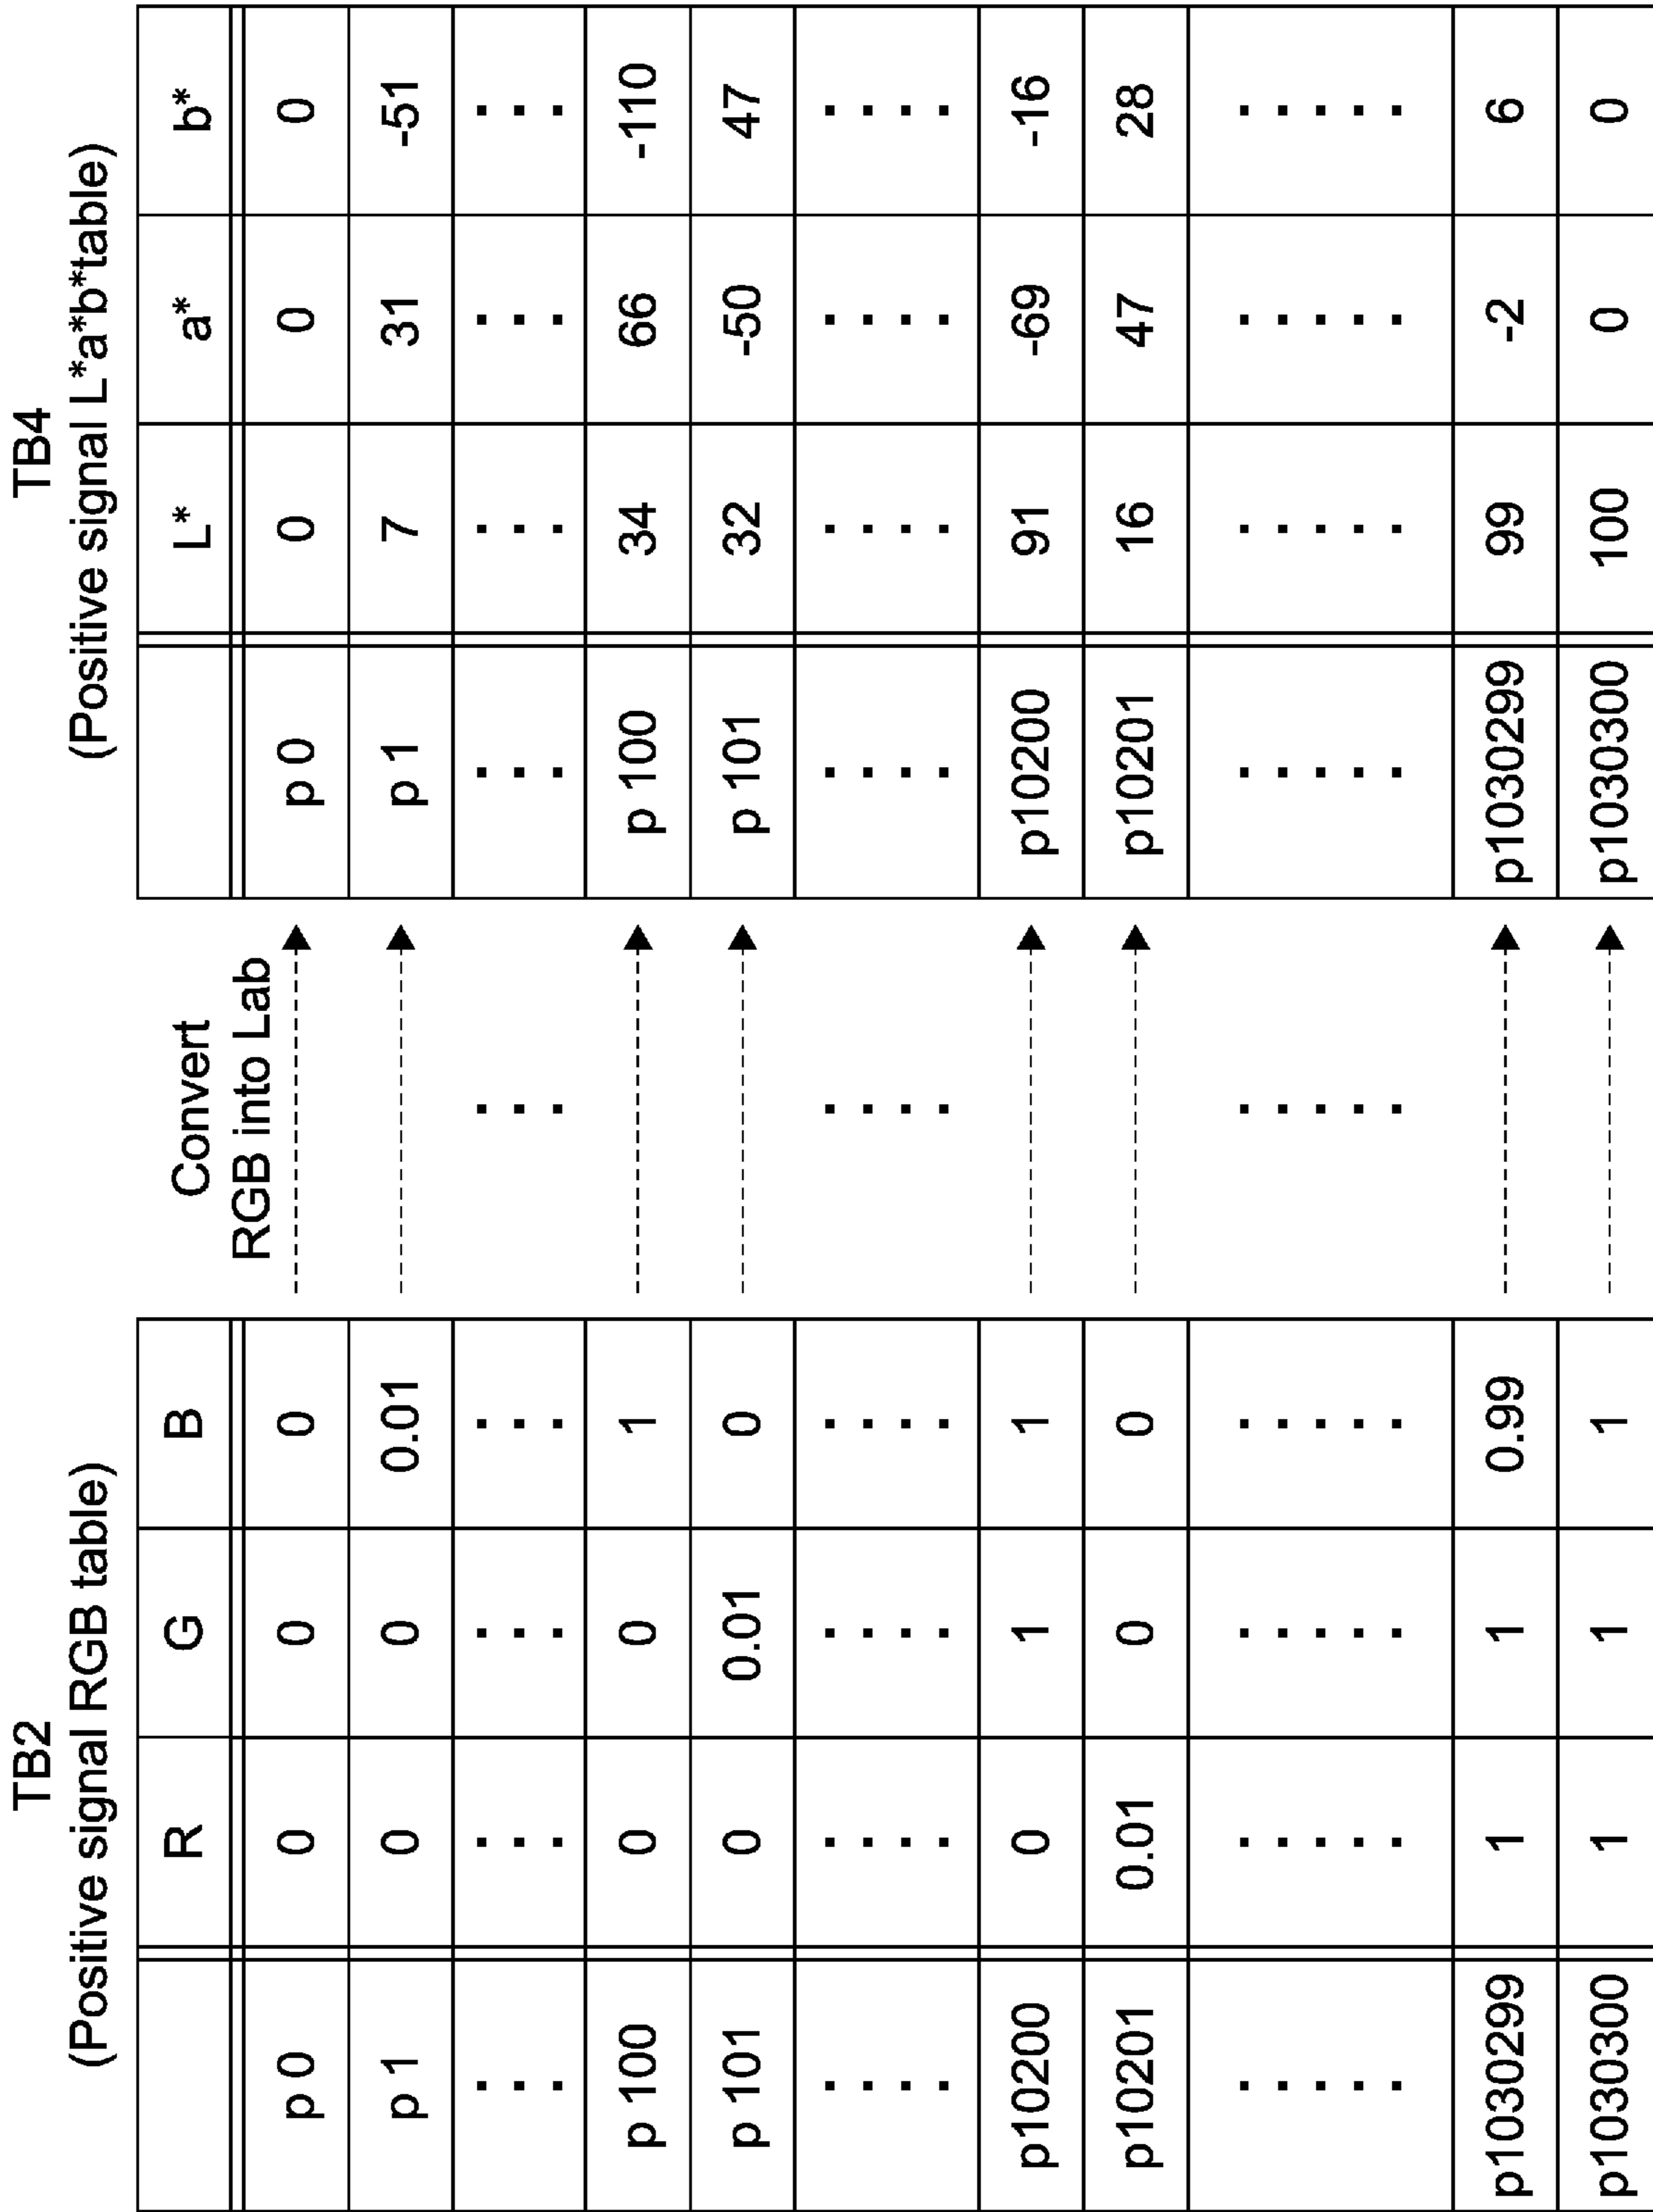 TB2
(Positive signal RGB table)
R G B
p 0 0 0 0
p 1 0 0 0.01
. . . . . . . . . . . .
p 100 0 0 1
p 101 0 0.01 0
. . . . . . . . . . . . . . . .
p10200 0 1 1
p10201 0.01 0 0
. . . . . . . . . . . . . . . . . . . .
p1030299 1 1 0.99
p1030300 1 1 1
Convert
RGB into Lab
. . .
. . . .
. . . . .
TB4
(Positive signal L*a*b*table)
L* a* b*
p 0 0 0 0
p 1 7 31 -51
. . . . . . . . . . . .
p 100 34 66 -110
p 101 32 -50 47
. . . . . . . . . . . . . . . .
p10200 91 -69 -16
p10201 16 47 28
. . . . . . . . . . . . . . . . . . . .
p1030299 99 -2 6
p1030300 100 0 0